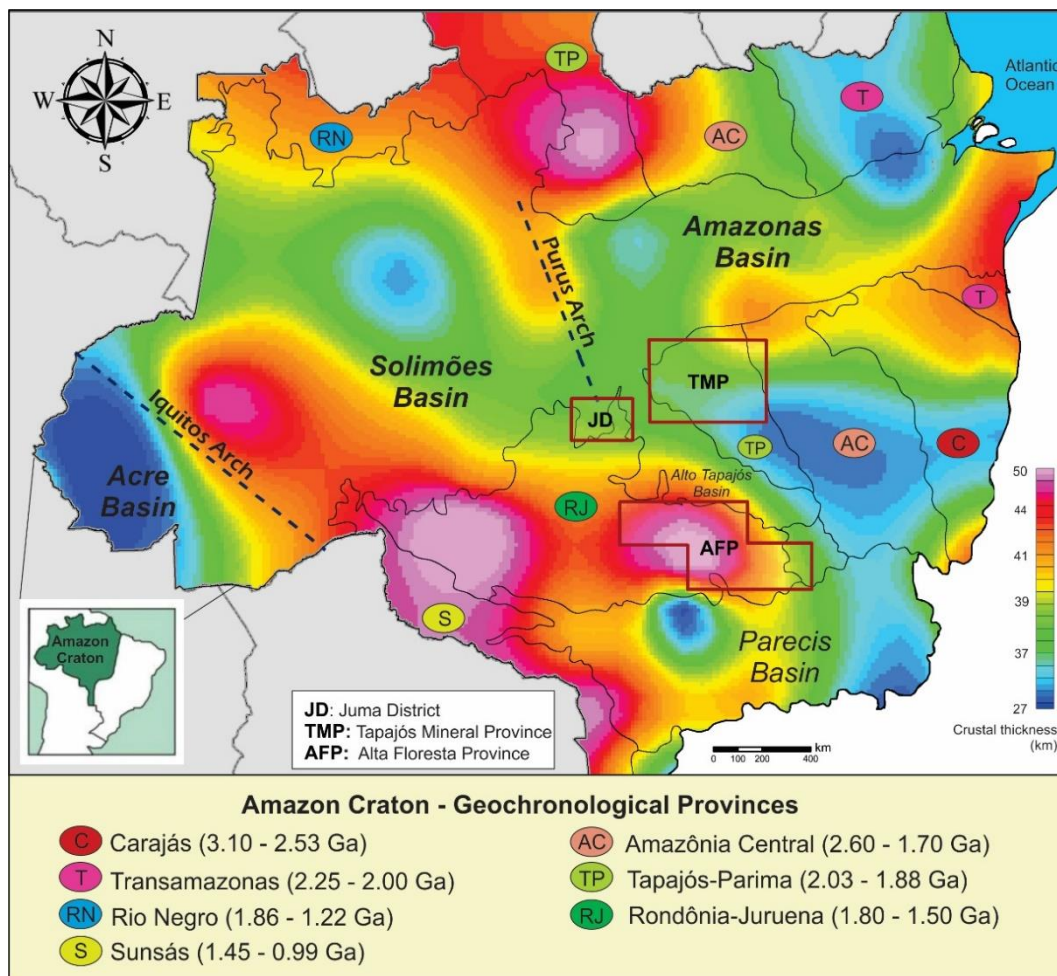 N
W
E
S
Atlantic
Ocean
TP
T
RN
AC
Amazonas
Basin
Purus Arch
T
Solimões
Basin
TMP
JD
Iquitos Arch
TP
AC
C
Acre
Basin
Alto Tapajós
Basin
RJ
AFP
S
Parecis
Basin
50
44
41
39
37
27
Crustal thickness
(km)
Amazon
Craton
JD: Juma District
TMP: Tapajós Mineral Province
AFP: Alta Floresta Province
km
0 100 200 400
Amazon Craton - Geochronological Provinces
C Carajás (3.10 - 2.53 Ga)
T Transamazonas (2.25 - 2.00 Ga)
RN Rio Negro (1.86 - 1.22 Ga)
S Sunsás (1.45 - 0.99 Ga)
AC Amazônia Central (2.60 - 1.70 Ga)
TP Tapajós-Parima (2.03 - 1.88 Ga)
RJ Rondônia-Juruena (1.80 - 1.50 Ga)